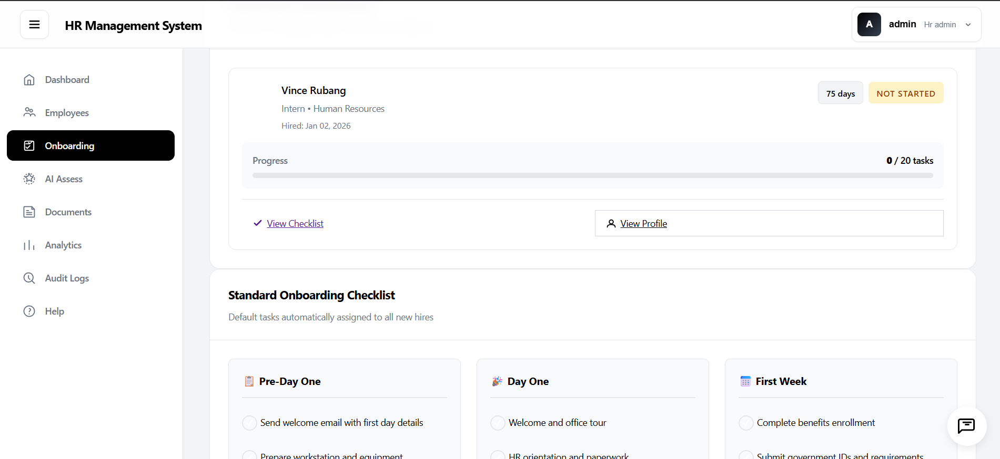 HR Management System
A
admin
Hr admin
Dashboard
Employees
Onboarding
AI Assess
Documents
Analytics
Audit Logs
Help
Vince Rubang
Intern • Human Resources
Hired: Jan 02, 2026
75 days
NOT STARTED
Progress
0 / 20 tasks
View Checklist
View Profile
Standard Onboarding Checklist
Default tasks automatically assigned to all new hires
Pre-Day One
Send welcome email with first day details
Prepare workstation and equipment
Day One
Welcome and office tour
HR orientation and paperwork
First Week
Complete benefits enrollment
Submit government IDs and requirements